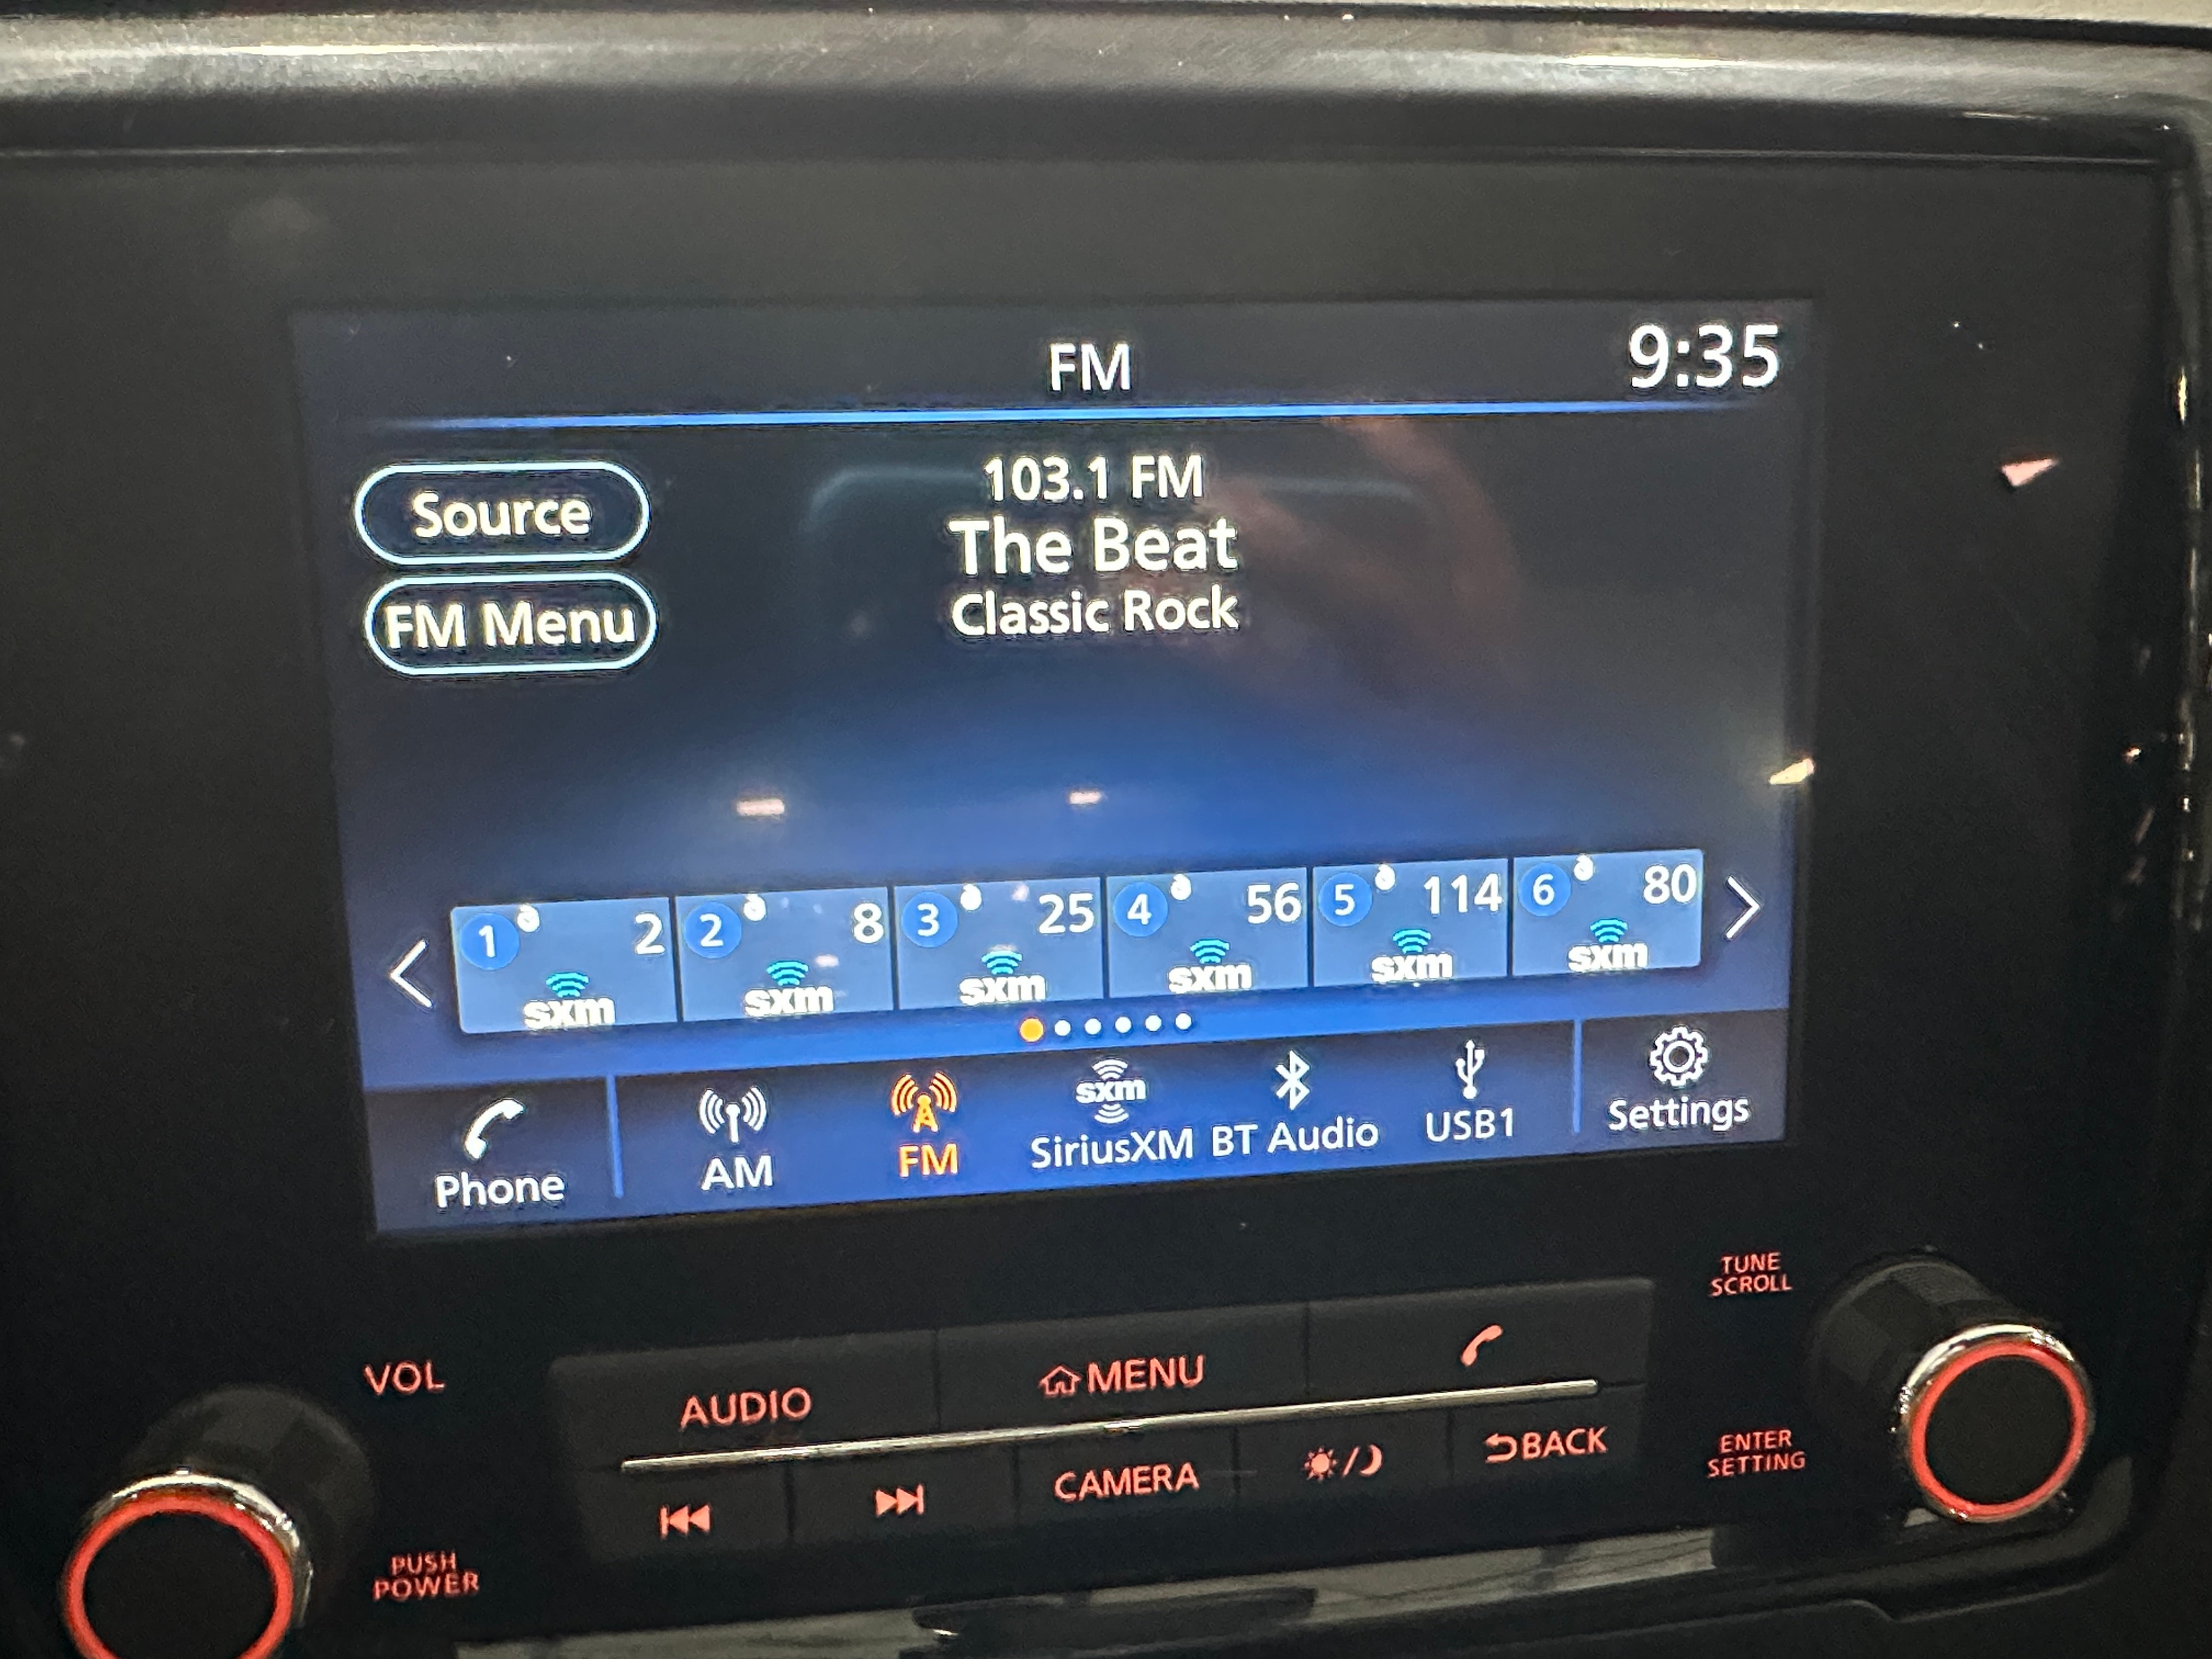 FM
9:35
Source
103.1 FM
The Beat
FM Menu
Classic Rock
1 2
sxm
2 8
sxm
3 25
sxm
4 56
sxm
5 114
sxm
6 80
sxm
Phone
AM
FM
sxm
SiriusXM
BT Audio
USB1
Settings
TUNE
SCROLL
VOL
AUDIO
MENU
CAMERA
BACK
ENTER
SETTING
PUSH
POWER